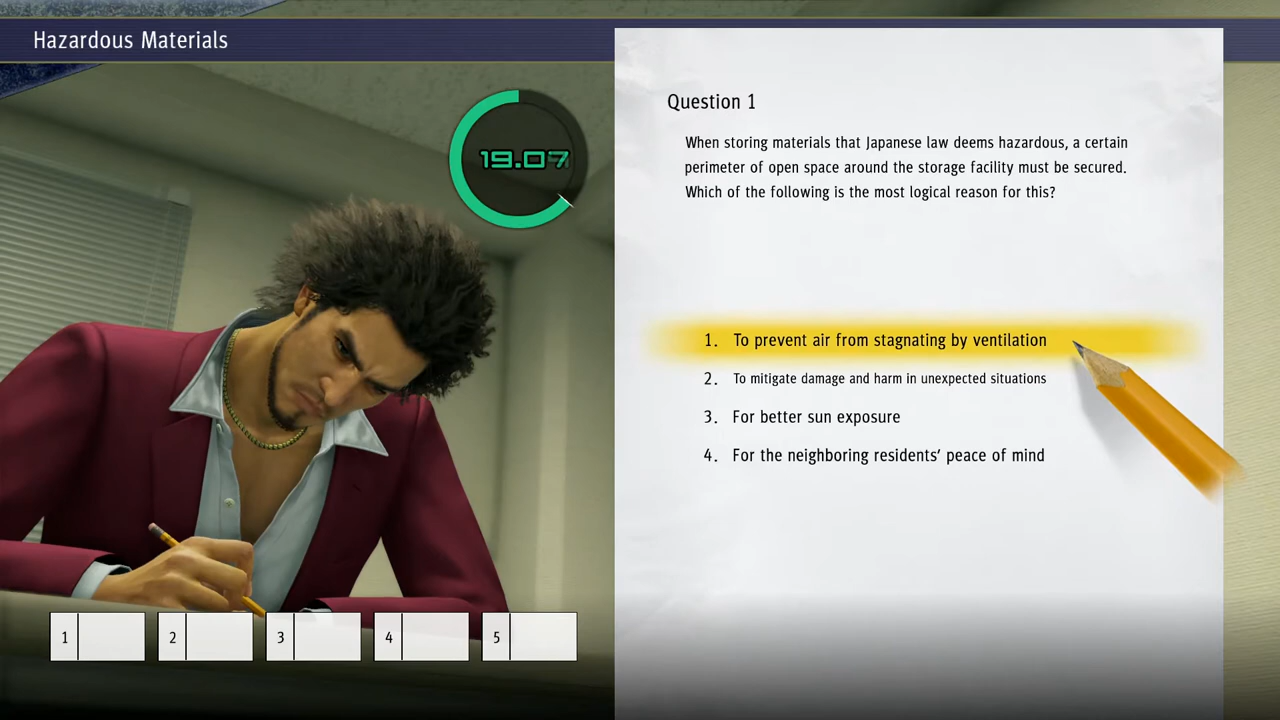 Hazardous Materials
19.07
Question 1
When storing materials that Japanese law deems hazardous, a certain
perimeter of open space around the storage facility must be secured.
Which of the following is the most logical reason for this?
1. To prevent air from stagnating by ventilation
2. To mitigate damage and harm in unexpected situations
3. For better sun exposure
4. For the neighboring residents' peace of mind
1 2 3 4 5